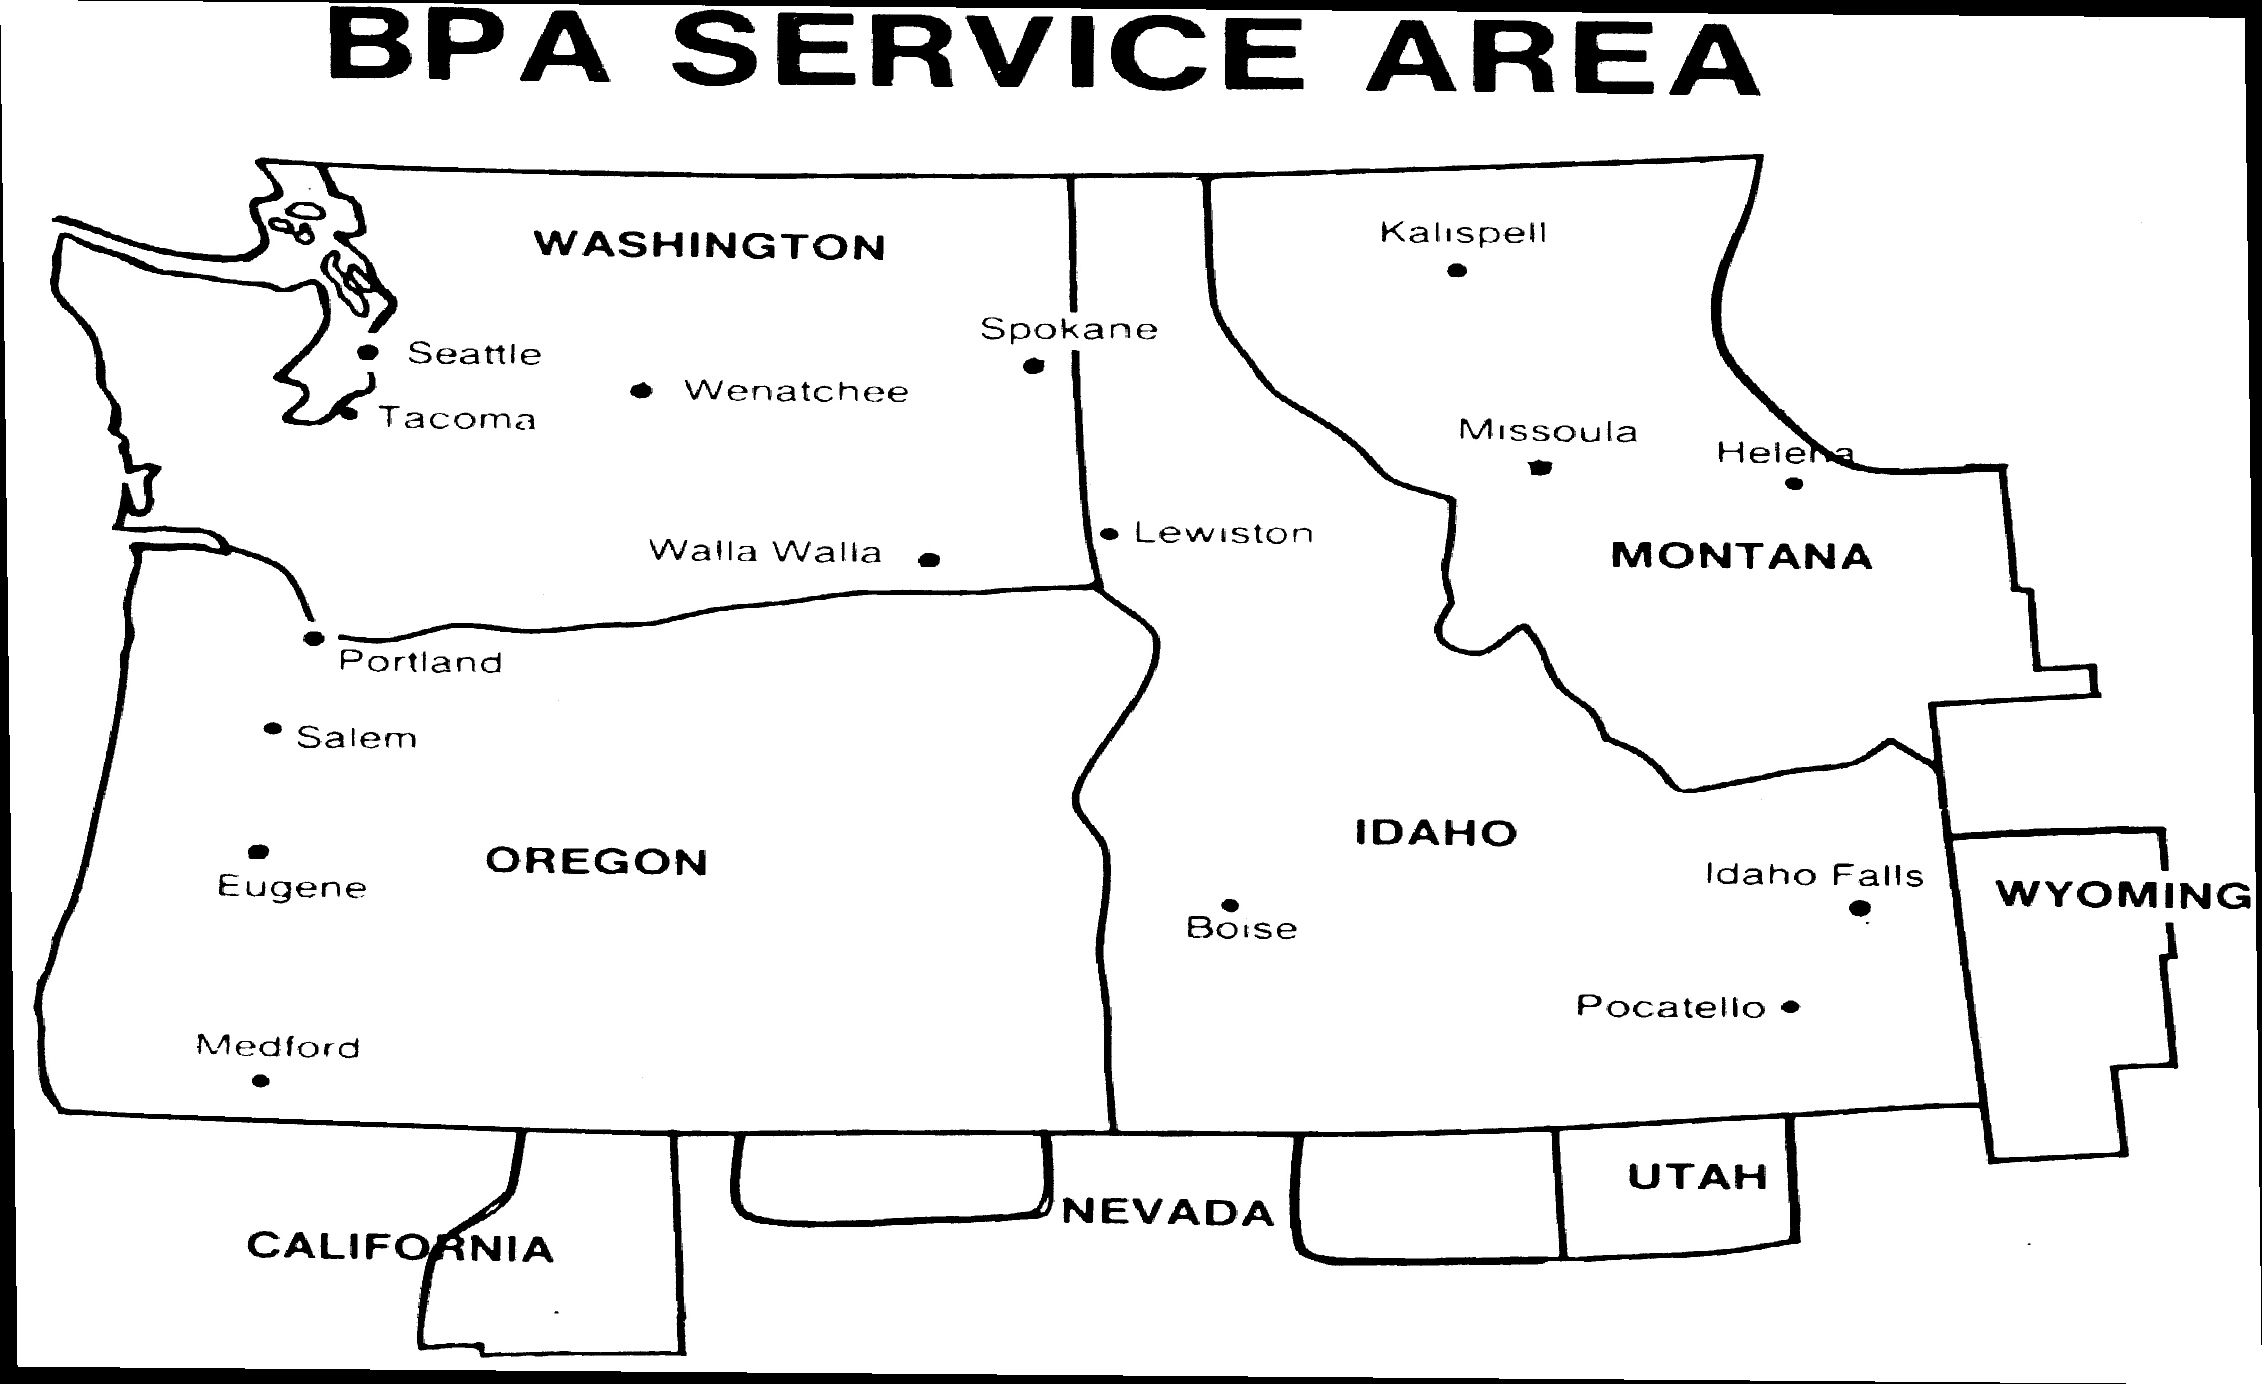 BPA SERVICE AREA
Kalispell
WASHINGTON
Spokane
Seattle
Wenatchee
Tacoma
Missoula
Helena
Lewiston
Walla Walla
MONTANA
Portland
Salem
IDAHO
OREGON
Idaho Falls
Eugene
WYOMING
Boise
Pocatello
Medford
UTAH
NEVADA
CALIFORNIA